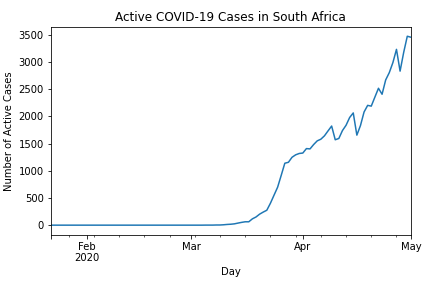 Active COVID-19 Cases in South Africa
3500
3000
2500
2000
1500
1000
500
0
Number of Active Cases
Feb Mar Apr May
2020
Day